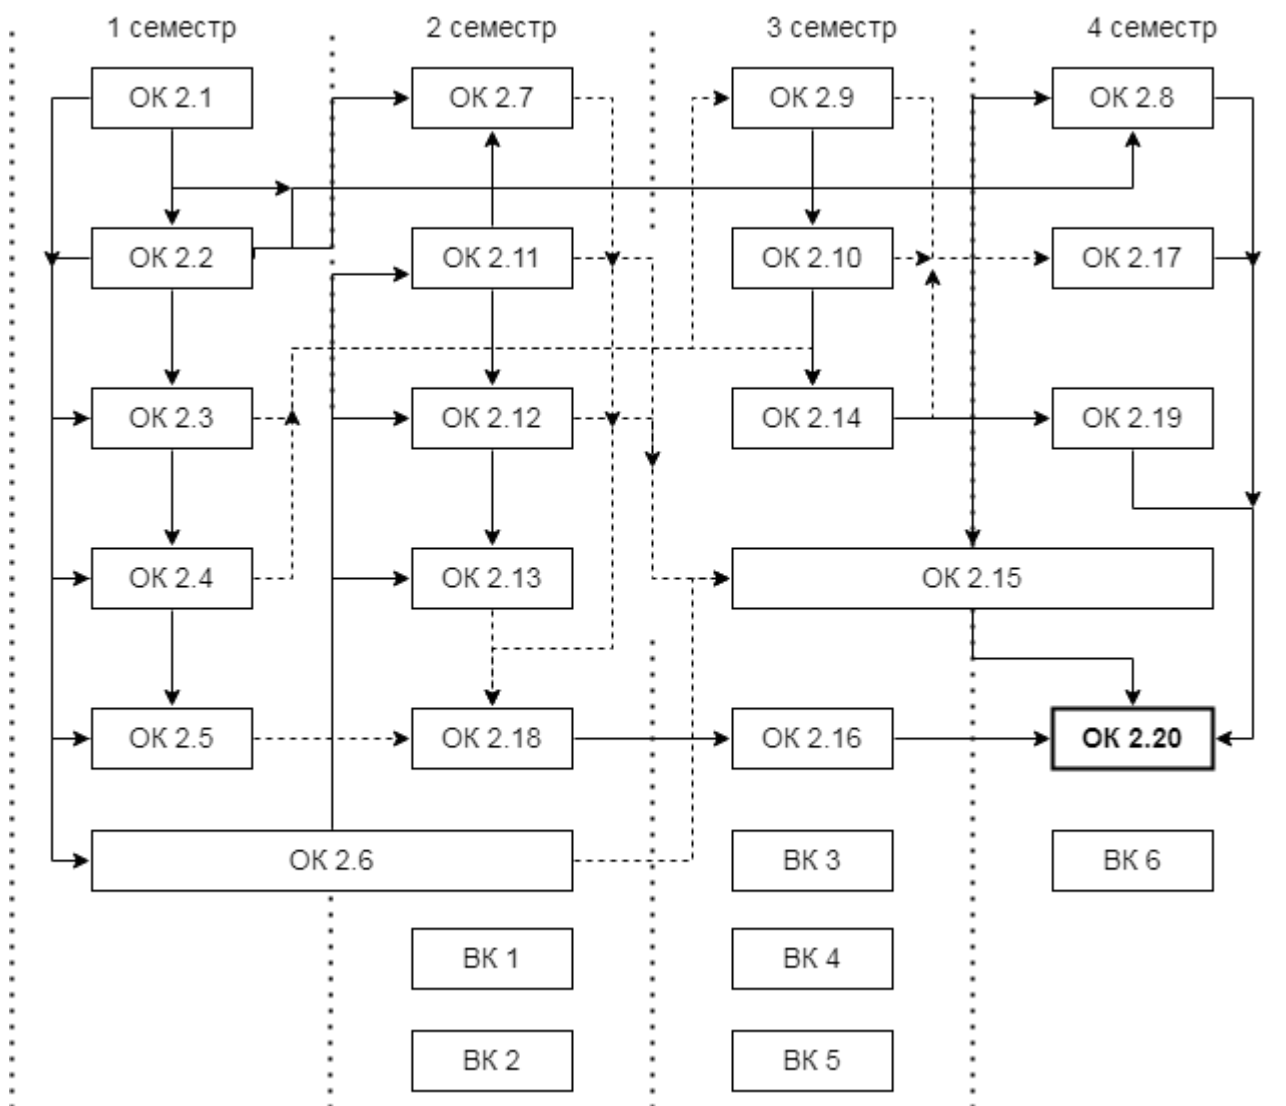 1 семестр
2 семестр
3 семестр
4 семестр
ОК 2.1
ОК 2.7
ОК 2.9
ОК 2.8
ОК 2.2
ОК 2.11
ОК 2.10
ОК 2.17
ОК 2.3
ОК 2.12
ОК 2.14
ОК 2.19
ОК 2.4
ОК 2.13
ОК 2.15
ОК 2.5
ОК 2.18
ОК 2.16
ОК 2.20
ОК 2.6
ВК 3
ВК 6
ВК 1
ВК 4
ВК 2
ВК 5